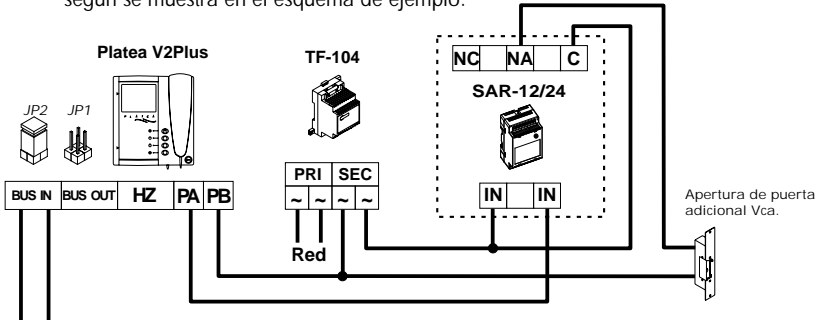 según se muestra en el esquema de ejemplo.
Platea V2Plus
TF-104
NC NA C
SAR-12/24
JP2 JP1
PLATEA
PRI SEC
BUS IN BUS OUT HZ PA PB
~ ~ ~ ~
IN IN
Red
Apertura de puerta
adicional Vca.